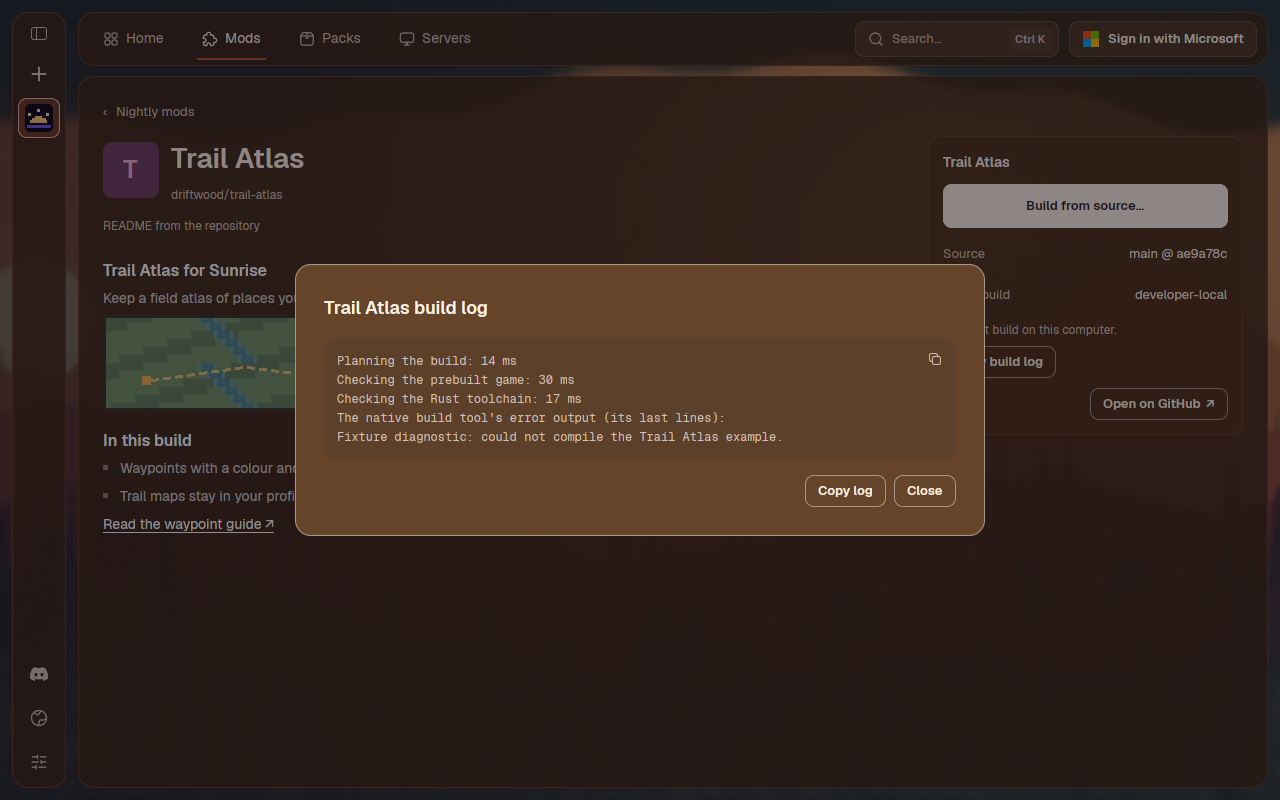 Home
Mods
Packs
Servers
Search...
Ctrl K
Sign in with Microsoft
‹ Nightly mods
T
Trail Atlas
driftwood/trail-atlas
README from the repository
Trail Atlas for Sunrise
Keep a field atlas of places
In this build
Waypoints with a colour
Trail maps stay in your
Read the waypoint guide
Trail Atlas
Build from source...
Source
main @ ae9a78c
build
developer-local
build on this computer.
build log
Open on GitHub
Trail Atlas build log
Planning the build: 14 ms
Checking the prebuilt game: 30 ms
Checking the Rust toolchain: 17 ms
The native build tool's error output (its last lines):
Fixture diagnostic: could not compile the Trail Atlas example.
Copy log
Close